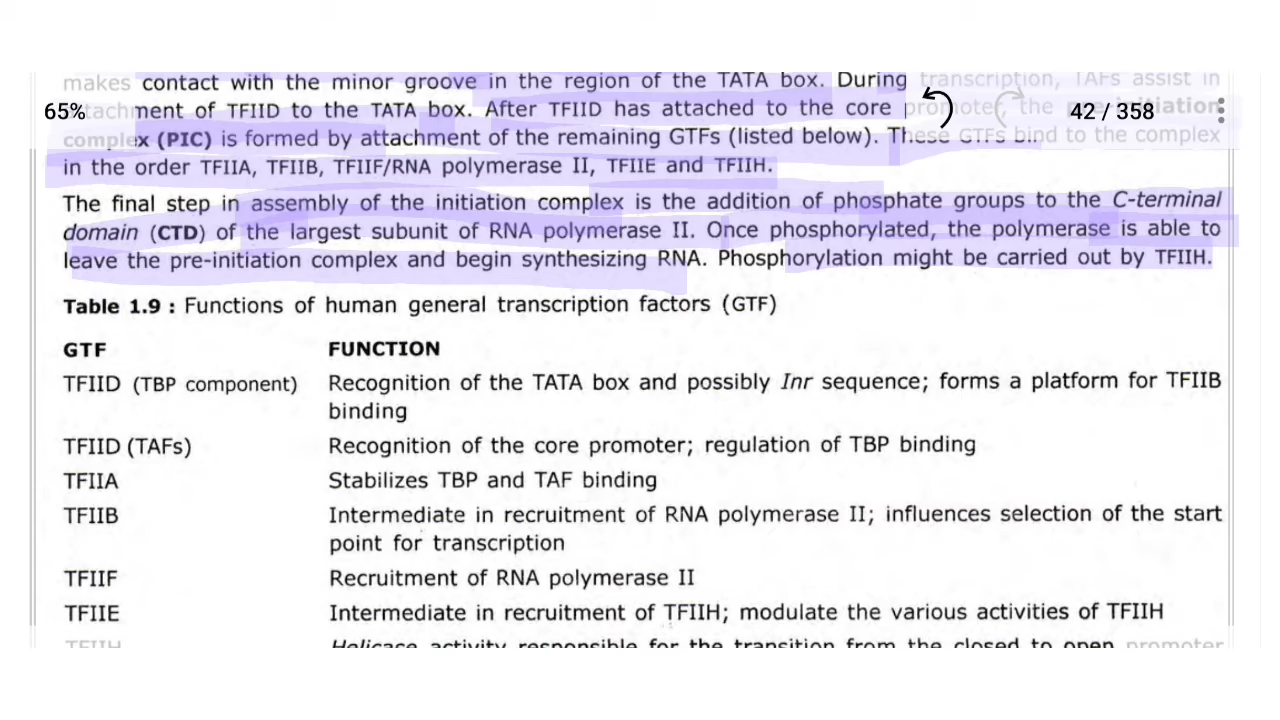 makes contact with the minor groove in the region of the TATA box. During transcription, TAFs assist in
attachment of TFIID to the TATA box. After TFIID has attached to the core promoter, the pre-initiation
65%
42 / 358
complex (PIC) is formed by attachment of the remaining GTFs (listed below). These GTFs bind to the complex
in the order TFIIA, TFIIB, TFIIF/RNA polymerase II, TFIIE and TFIIH.
The final step in assembly of the initiation complex is the addition of phosphate groups to the C-terminal
domain (CTD) of the largest subunit of RNA polymerase II. Once phosphorylated, the polymerase is able to
leave the pre-initiation complex and begin synthesizing RNA. Phosphorylation might be carried out by TFIIH.
Table 1.9 : Functions of human general transcription factors (GTF)
GTF FUNCTION
TFIID (TBP component) Recognition of the TATA box and possibly Inr sequence; forms a platform for TFIIB
binding
TFIID (TAFs) Recognition of the core promoter; regulation of TBP binding
TFIIA Stabilizes TBP and TAF binding
TFIIB Intermediate in recruitment of RNA polymerase II; influences selection of the start
point for transcription
TFIIF Recruitment of RNA polymerase II
TFIIE Intermediate in recruitment of TFIIH; modulate the various activities of TFIIH
TFIIH Helicase activity responsible for the transition from the closed to open promoter